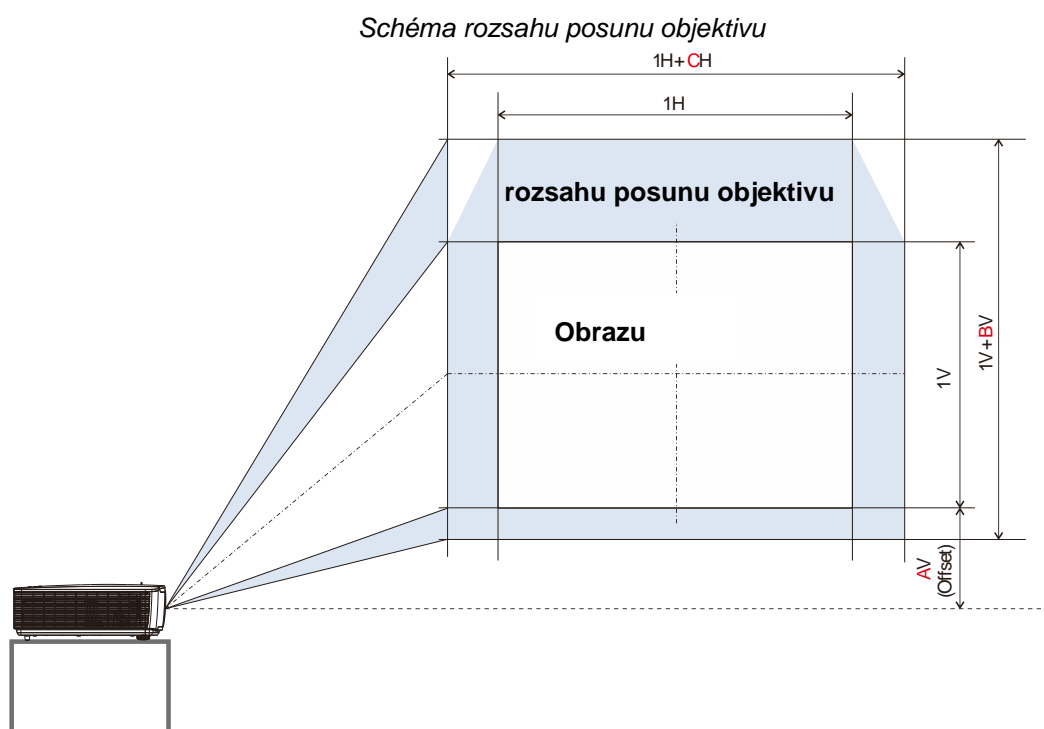 Schéma rozsahu posunu objektivu
1H+ CH
1H
rozsahu posunu objektivu
Obrazu
1V
1V+BV
AV
(Offset)